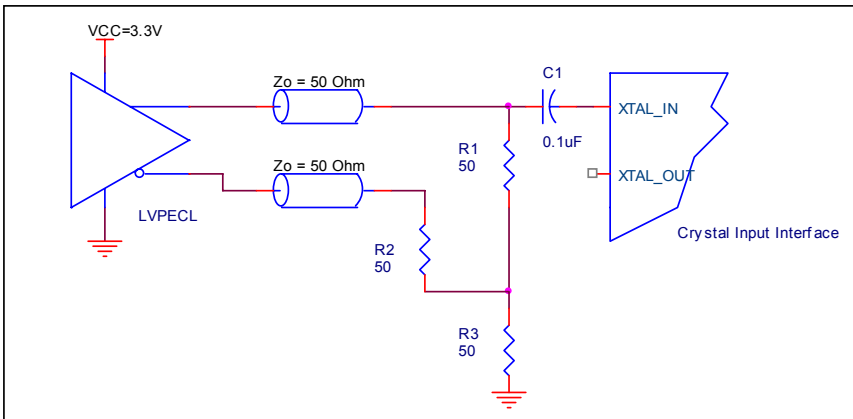 VCC=3.3V
Zo = 50 Ohm
C1
0.1uF
XTAL_IN
R1
50
Zo = 50 Ohm
XTAL_OUT
LVPECL
R2
50
Crystal Input Interface
R3
50